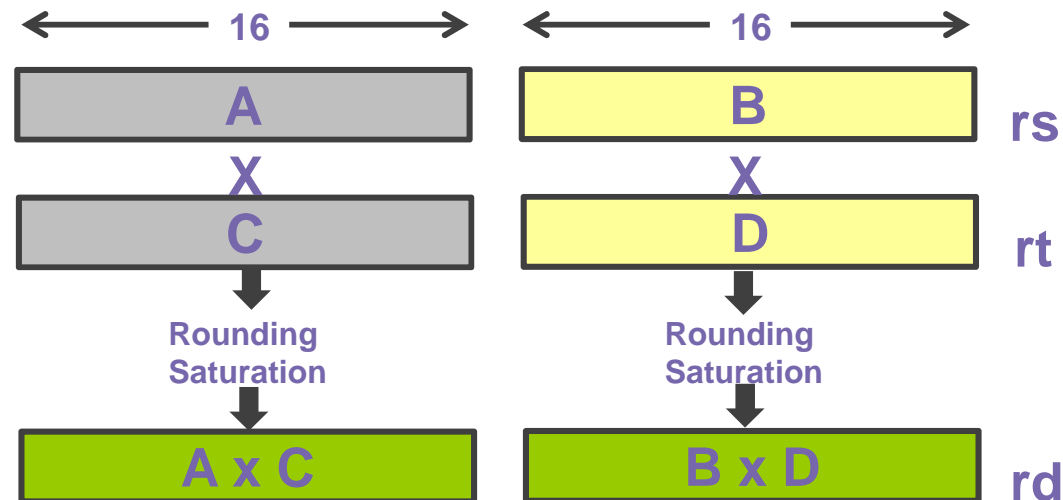 16 16
A B rs
X X
C D rt
Rounding Rounding
Saturation Saturation
A x C B x D rd